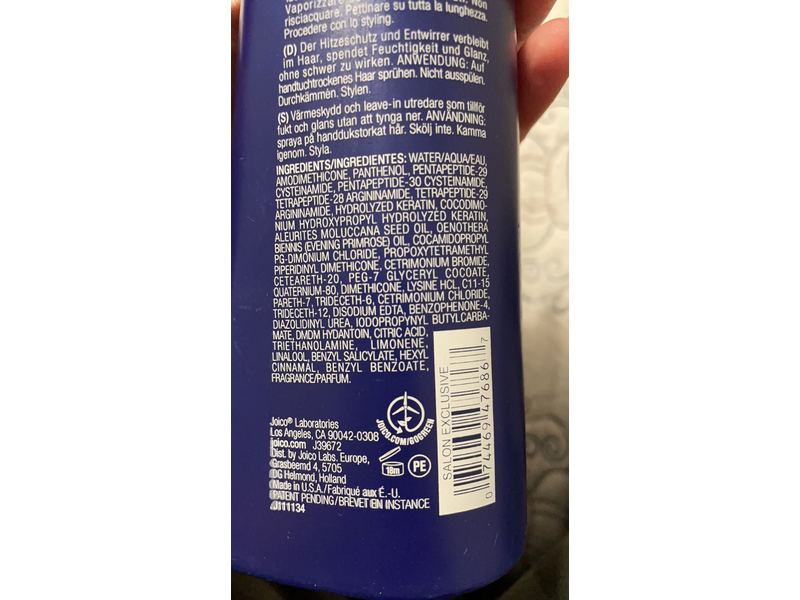 Vaporizzare
risciacquare. Pettinare su tutta la lunghezza.
Procedere con lo styling.
(D) Der Hitzeschutz und Entwirrer verbleibt
im Haar, spendet Feuchtigkeit und Glanz,
ohne schwer zu wirken. ANWENDUNG: Auf
handtuchtrockenes Haar sprühen. Nicht ausspülen.
Durchkämmen. Stylen.
(S) Värmeskydd och leave-in utredare som tillför
fukt och glans utan att tynga ner. ANVÄNDNING:
spraya på handdukstorkat hår. Skölj inte. Kamma
igenom. Styla.
INGREDIENTS/INGREDIENTES: WATER/AQUA/EAU,
AMODIMETHICONE, PANTHENOL, PENTAPEPTIDE-29
CYSTEINAMIDE, PENTAPEPTIDE-30 CYSTEINAMIDE,
TETRAPEPTIDE-28 ARGININAMIDE, TETRAPEPTIDE-29
ARGININAMIDE, HYDROLYZED KERATIN, COCODIMO-
NIUM HYDROXYPROPYL HYDROLYZED KERATIN,
ALEURITES MOLUCCANA SEED OIL, OENOTHERA
BIENNIS (EVENING PRIMROSE) OIL, COCAMIDOPROPYL
PG-DIMONIUM CHLORIDE, PROPOXYTETRAMETHYL
PIPERIDINYL DIMETHICONE, CETRIMONIUM BROMIDE,
CETEARETH-20, PEG-7 GLYCERYL COCOATE,
QUATERNIUM-80, DIMETHICONE, LYSINE HCL, C11-15
PARETH-7, TRIDECETH-6, CETRIMONIUM CHLORIDE,
TRIDECETH-12, DISODIUM EDTA, BENZOPHENONE-4,
DIAZOLIDINYL UREA, IODOPROPYNYL BUTYLCARBA-
MATE, DMDM HYDANTOIN, CITRIC ACID,
TRIETHANOLAMINE, LIMONENE,
LINALOOL, BENZYL SALICYLATE, HEXYL
CINNAMAL, BENZYL BENZOATE,
FRAGRANCE/PARFUM.
Joico® Laboratories
Los Angeles, CA 90042-0308
joico.com J39672
Dist. by Joico Labs. Europe,
Grasbeemd 4, 5705
DG Helmond, Holland
Made in U.S.A./Fabriqué aux É.-U.
PATENT PENDING/BREVET EN INSTANCE
J111134
JOICO.COM/GOGREEN
18m
PE
SALON EXCLUSIVE
0 74469 47686 7